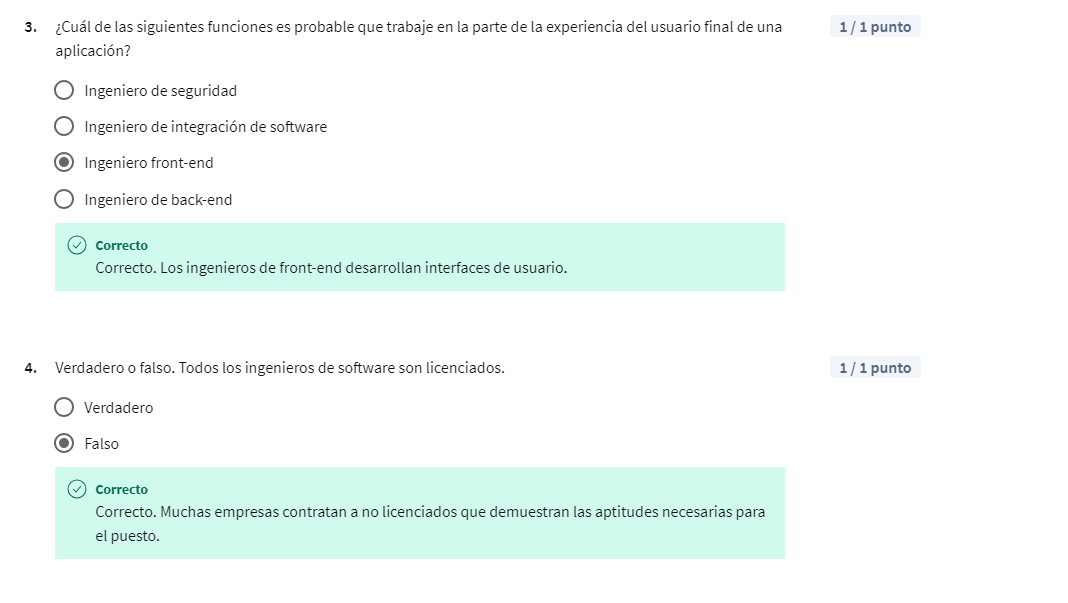 3. ¿Cuál de las siguientes funciones es probable que trabaje en la parte de la experiencia del usuario final de una
aplicación?
1 / 1 punto
Ingeniero de seguridad
Ingeniero de integración de software
Ingeniero front-end
Ingeniero de back-end
Correcto
Correcto. Los ingenieros de front-end desarrollan interfaces de usuario.
4. Verdadero o falso. Todos los ingenieros de software son licenciados.
1 / 1 punto
Verdadero
Falso
Correcto
Correcto. Muchas empresas contratan a no licenciados que demuestran las aptitudes necesarias para
el puesto.